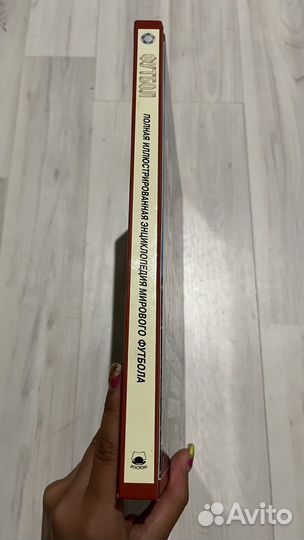 ФУТБОЛ
ПОЛНАЯ ИЛЛЮСТРИРОВАННАЯ ЭНЦИКЛОПЕДИЯ МИРОВОГО ФУТБОЛА
РОСМЭН
Avito